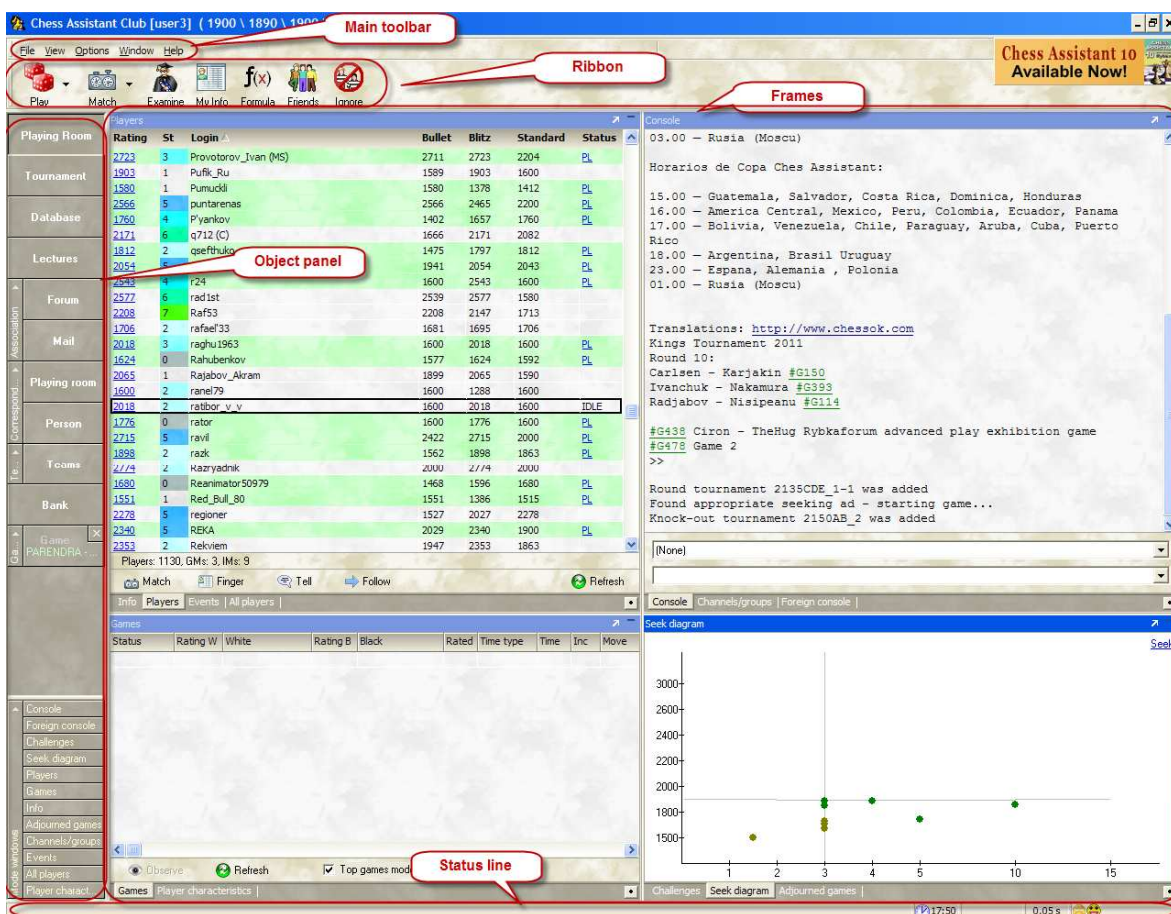 Chess Assistant Club [user3] ( 1900 \ 1890 \ 1900
Main toolbar
File View Options Window Help
Chess Assistant 10
Available Now!
Ribbon
Play Match Examine My Info Formula Friends Ignore
Frames
Playing Room
Tournament
Database
Lectures
Object panel
Association
Forum
Mail
Correspond...
Playing room
Person
Te...
Teams
Bank
Ga...
Game
PARENDRA - ...
Players
Rating St Login Bullet Blitz Standard Status
2723 3 Provotorov_Ivan (MS) 2711 2723 2204 PL
1903 1 Pufik_Ru 1589 1903 1600
1580 1 Pumuckli 1580 1378 1412 PL
2566 5 puntarenas 2566 2465 2200 PL
1760 4 P'yankov 1402 1657 1760 PL
2171 6 q712 (C) 1666 2171 2082
1812 2 qsefthuko 1475 1797 1812 PL
2054 5 1941 2054 2043 PL
2543 4 r24 1600 2543 1600 PL
2577 6 rad1st 2539 2577 1580
2208 7 Raf53 2208 2147 1713
1706 2 rafael'33 1681 1695 1706
2018 3 raghu1963 1600 2018 1600 PL
1624 0 Rahubenkov 1577 1624 1592 PL
2065 1 Rajabov_Akram 1899 2065 1590
1600 2 ranel79 1600 1288 1600
2018 2 ratibor_v_v 1600 2018 1600 IDLE
1776 0 rator 1600 1776 1600 PL
2715 5 ravil 2422 2715 2000 PL
1898 2 razk 1562 1898 1863 PL
2774 2 Razryadnik 2000 2774 2000
1680 0 Reanimator50979 1468 1596 1680 PL
1551 1 Red_Bull_80 1551 1386 1515 PL
2278 5 regioner 1527 2027 2278
2340 5 REKA 2029 2340 1900 PL
2353 2 Rekviem 1947 2353 1863
Players: 1130, GMs: 3, IMs: 9
Match Finger Tell Follow Refresh
Info Players Events All players
Console
03.00 – Rusia (Moscu)
Horarios de Copa Ches Assistant:
15.00 – Guatemala, Salvador, Costa Rica, Dominica, Honduras
16.00 – America Central, Mexico, Peru, Colombia, Ecuador, Panama
17.00 – Bolivia, Venezuela, Chile, Paraguay, Aruba, Cuba, Puerto
Rico
18.00 – Argentina, Brasil Uruguay
23.00 – Espana, Alemania , Polonia
01.00 – Rusia (Moscu)
Translations: http://www.chessok.com
Kings Tournament 2011
Round 10:
Carlsen - Karjakin #G150
Ivanchuk - Nakamura #G393
Radjabov - Nisipeanu #G114
#G438 Ciron - TheHug Rybkaforum advanced play exhibition game
#G478 Game 2
>>
Round tournament 2135CDE_1-1 was added
Found appropriate seeking ad - starting game...
Knock-out tournament 2150AB_2 was added
(None)
Console Channels/groups Foreign console
Games
Status Rating W White Rating B Black Rated Time type Time Inc Move
Observe Refresh Top games mod
Games Player characteristics
Seek diagram
Seek
3000
2600
2400
2200
2000
1800
1500
1 2 3 4 5 10 15
Challenges Seek diagram Adjourned games
Mode windows
Console
Foreign console
Challenges
Seek diagram
Players
Games
Info
Adjourned games
Channels/groups
Events
All players
Player charact...
Status line
17:50 0.05 s